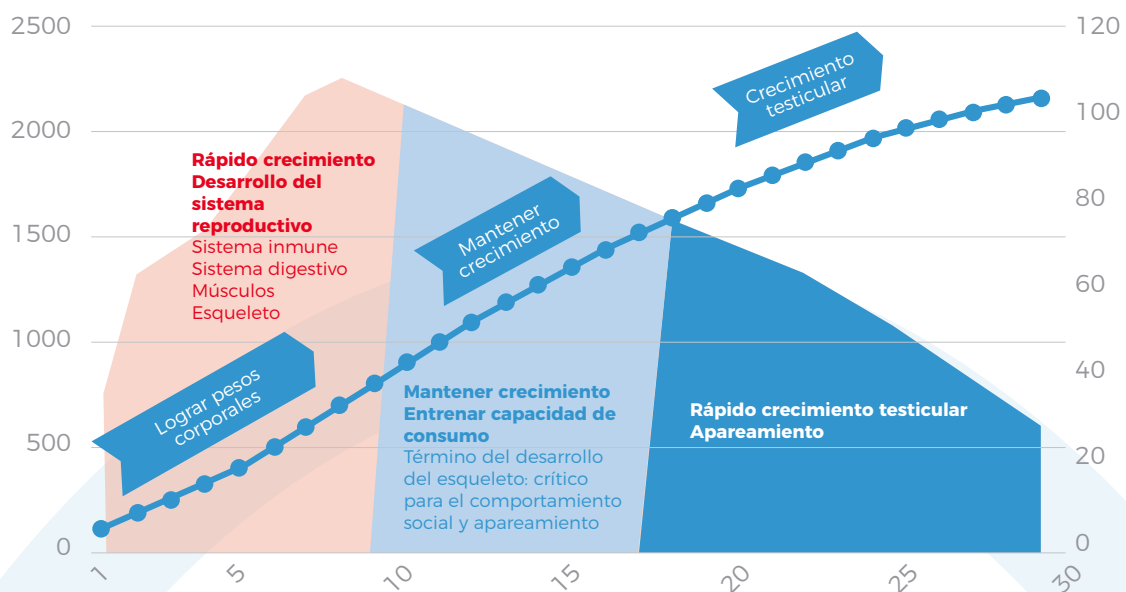 2500
2000
1500
1000
500
0
120
100
80
60
40
20
0
1
5
10
15
20
25
30
Rápido crecimiento
Desarrollo del
sistema
reproductivo
Sistema inmune
Sistema digestivo
Músculos
Esqueleto
Lograr pesos
corporales
Mantener
crecimiento
Crecimiento
testicular
Mantener crecimiento
Entrenar capacidad de
consumo
Término del desarrollo
del esqueleto: crítico
para el comportamiento
social y apareamiento
Rápido crecimiento testicular
Apareamiento